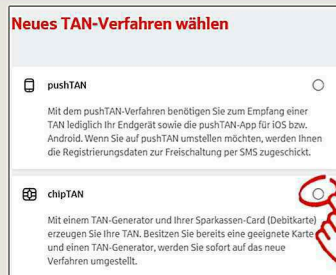 Neues TAN-Verfahren wählen
pushTAN
Mit dem pushTAN-Verfahren benötigen Sie zum Empfang einer
TAN lediglich Ihr Endgerät sowie die pushTAN-App für iOS bzw.
Android. Wenn Sie auf pushTAN umstellen möchten, werden Ihnen
die Registrierungsdaten zur Freischaltung per SMS zugeschickt.
chipTAN
Mit einem TAN-Generator und Ihrer Sparkassen-Card (Debitkarte)
erzeugen Sie Ihre TAN. Besitzen Sie bereits eine geeignete Karte
und einen TAN-Generator, werden Sie sofort auf das neue
Verfahren umgestellt.